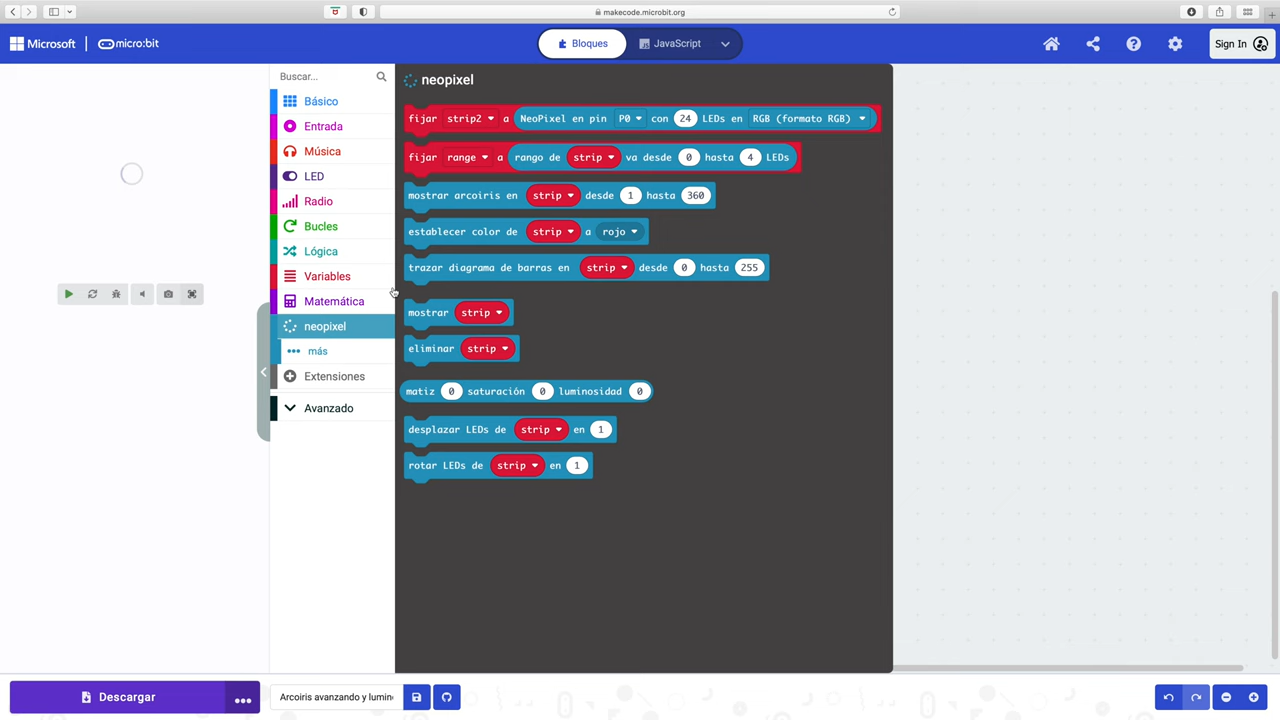 makecode.microbit.org
Microsoft
micro:bit
Bloques
JavaScript
Sign In
Buscar...
Básico
Entrada
Música
LED
Radio
Bucles
Lógica
Variables
Matemática
neopixel
más
Extensiones
Avanzado
neopixel
fijar strip2 a NeoPixel en pin P0 con 24 LEDs en RGB (formato RGB)
fijar range a rango de strip va desde 0 hasta 4 LEDs
mostrar arcoiris en strip desde 1 hasta 360
establecer color de strip a rojo
trazar diagrama de barras en strip desde 0 hasta 255
mostrar strip
eliminar strip
matiz 0 saturación 0 luminosidad 0
desplazar LEDs de strip en 1
rotar LEDs de strip en 1
Descargar
...
Arcoiris avanzando y lumin